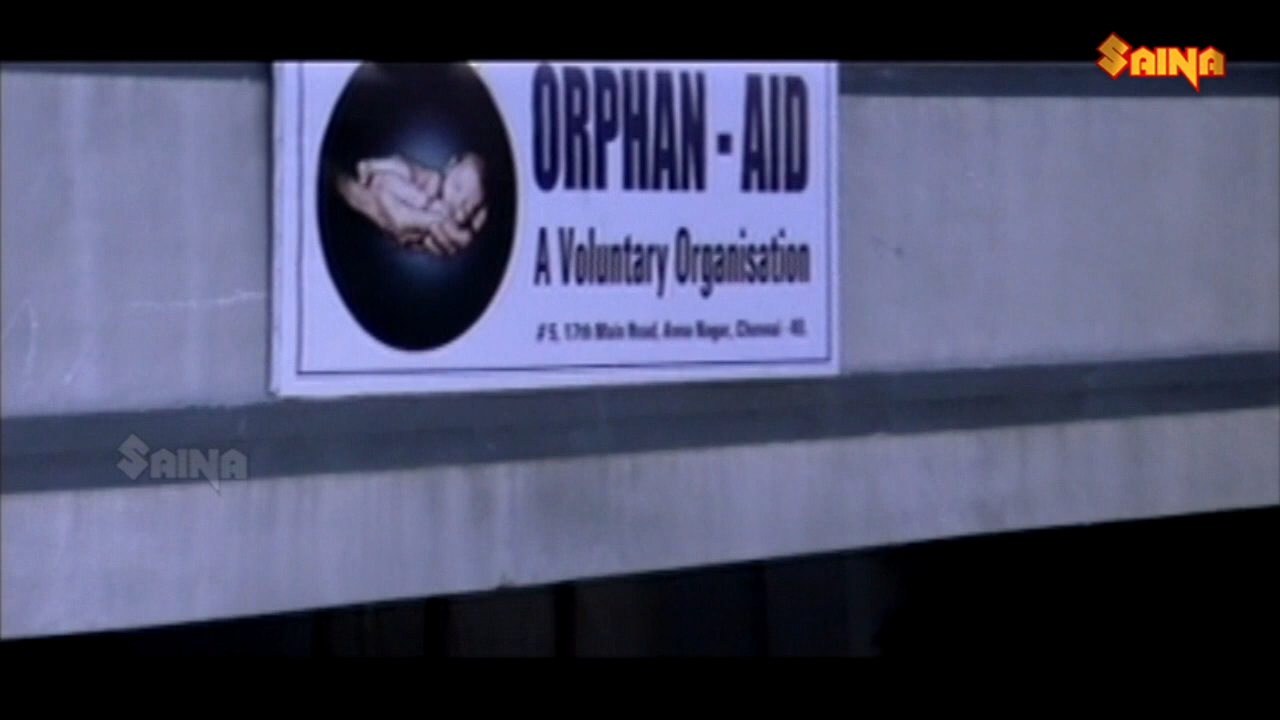 SAINA
ORPHAN - AID
A Voluntary Organisation
# 5, 17th Main Road, Anna Nagar, Chennai - 40.
SAINA